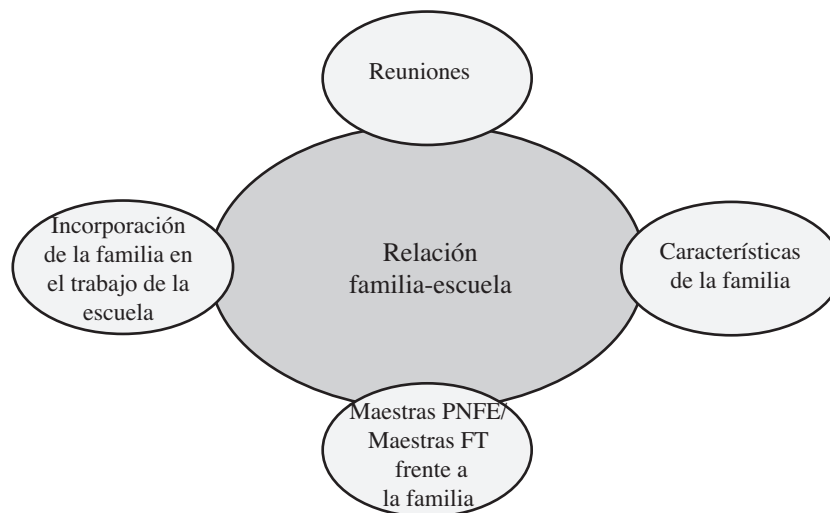 Reuniones
Incorporación
de la familia en
el trabajo de la
escuela
Relación
familia-escuela
Características
de la familia
Maestras PNFE/
Maestras FT
frente a
la familia